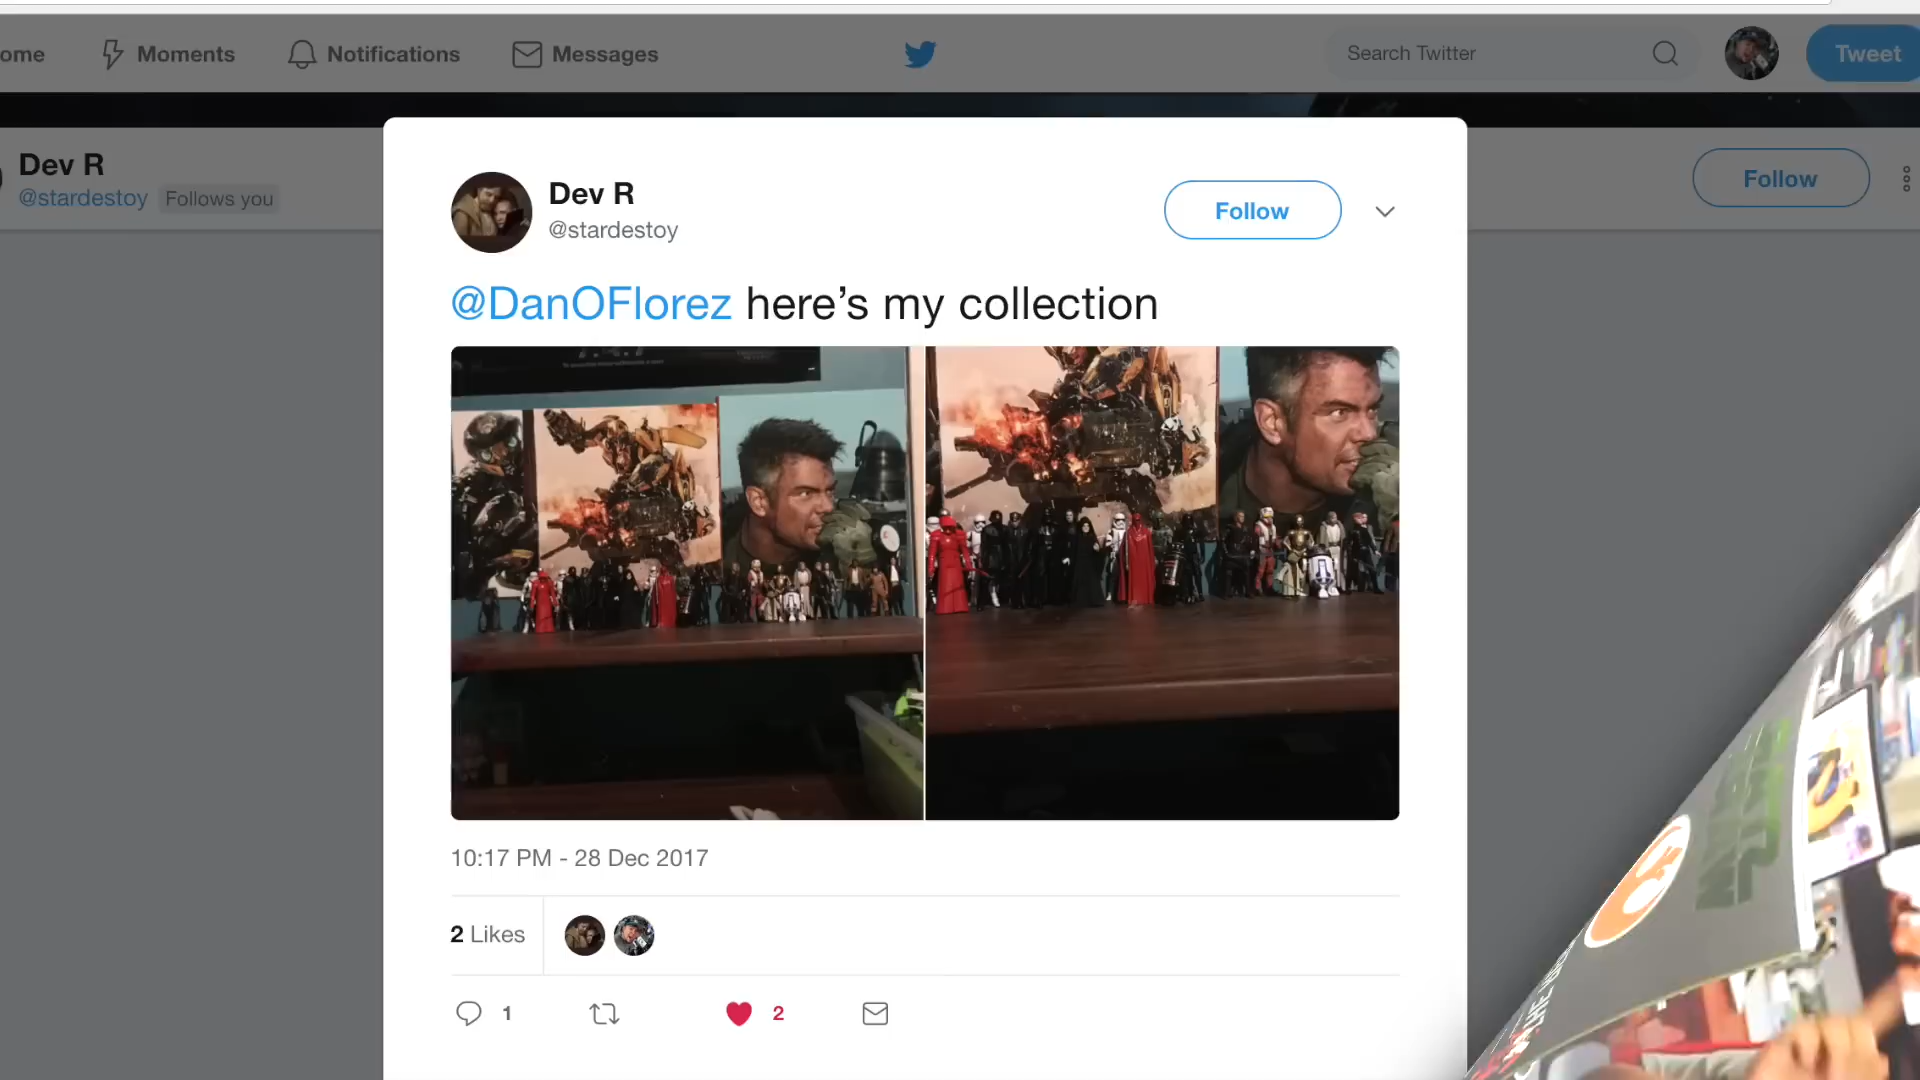 ome
Moments
Notifications
Messages
Search Twitter
Tweet
Dev R
@stardestoy
Follows you
Follow
Dev R
@stardestoy
Follow
@DanOFlorez here’s my collection
10:17 PM - 28 Dec 2017
2 Likes
1
2